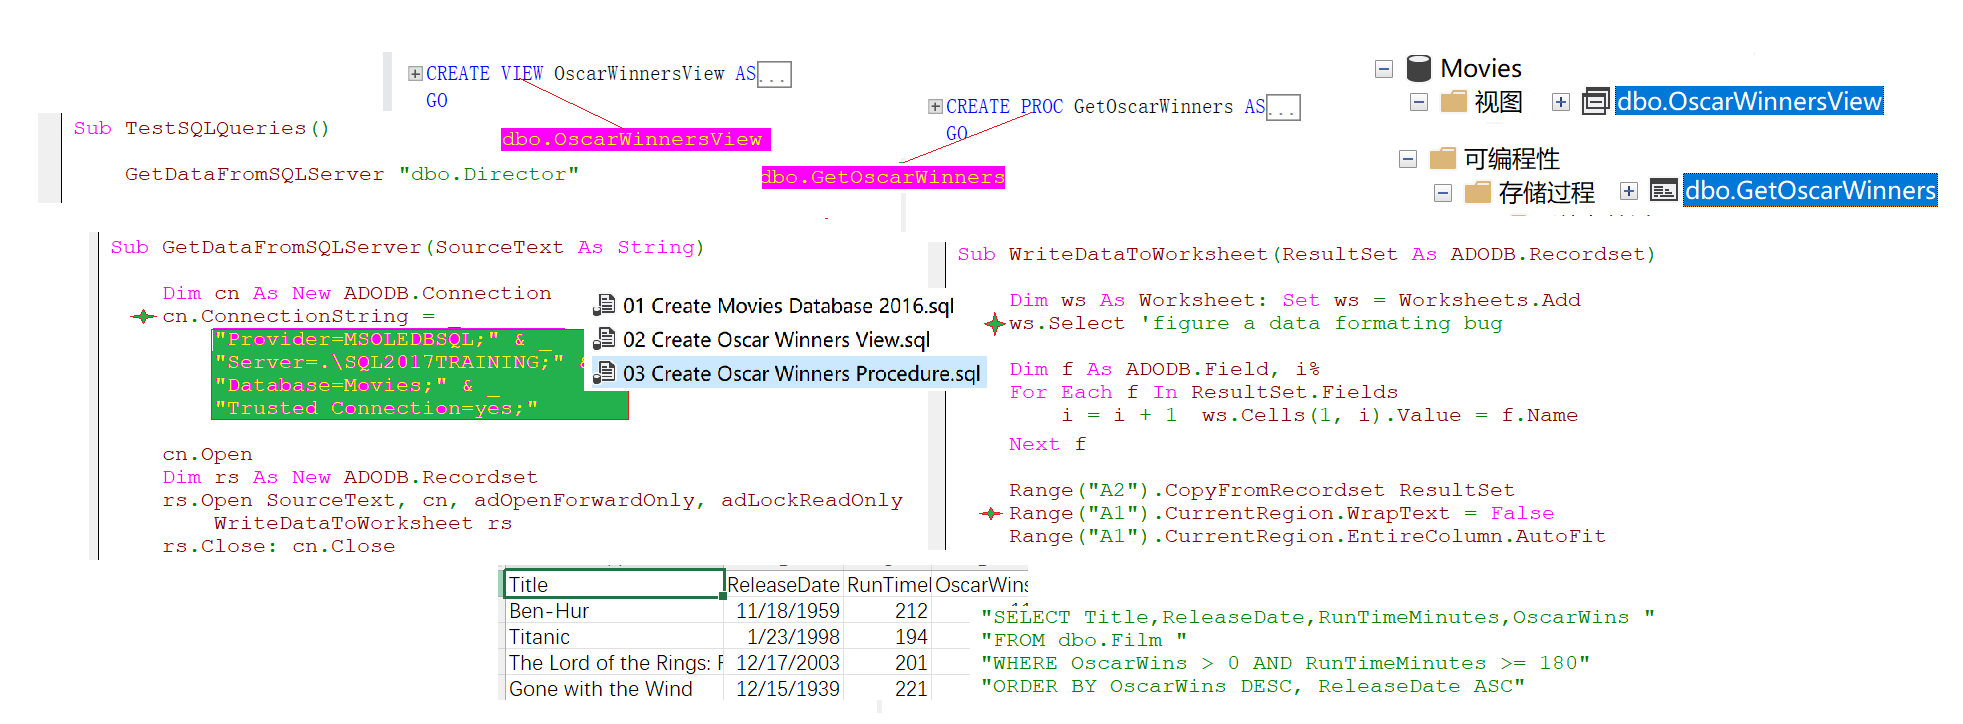 CREATE VIEW OscarWinnersView AS...
GO
CREATE PROC GetOscarWinners AS...
GO
Movies
视图
dbo.OscarWinnersView
可编程性
存储过程
dbo.GetOscarWinners
Sub TestSQLQueries()
dbo.OscarWinnersView
GetDataFromSQLServer "dbo.Director"
dbo.GetOscarWinners
Sub GetDataFromSQLServer(SourceText As String)
Dim cn As New ADODB.Connection
cn.ConnectionString = _
"Provider=MSOLEDBSQL;" & _
"Server=.\SQL2017TRAINING;" &
"Database=Movies;" & _
"Trusted Connection=yes;"
cn.Open
Dim rs As New ADODB.Recordset
rs.Open SourceText, cn, adOpenForwardOnly, adLockReadOnly
WriteDataToWorksheet rs
rs.Close: cn.Close
01 Create Movies Database 2016.sql
02 Create Oscar Winners View.sql
03 Create Oscar Winners Procedure.sql
Sub WriteDataToWorksheet(ResultSet As ADODB.Recordset)
Dim ws As Worksheet: Set ws = Worksheets.Add
ws.Select 'figure a data formating bug
Dim f As ADODB.Field, i%
For Each f In ResultSet.Fields
i = i + 1 ws.Cells(1, i).Value = f.Name
Next f
Range("A2").CopyFromRecordset ResultSet
Range("A1").CurrentRegion.WrapText = False
Range("A1").CurrentRegion.EntireColumn.AutoFit
Title ReleaseDate RunTimeI OscarWins
Ben-Hur 11/18/1959 212
Titanic 1/23/1998 194
The Lord of the Rings: F 12/17/2003 201
Gone with the Wind 12/15/1939 221
"SELECT Title,ReleaseDate,RunTimeMinutes,OscarWins "
"FROM dbo.Film "
"WHERE OscarWins > 0 AND RunTimeMinutes >= 180"
"ORDER BY OscarWins DESC, ReleaseDate ASC"